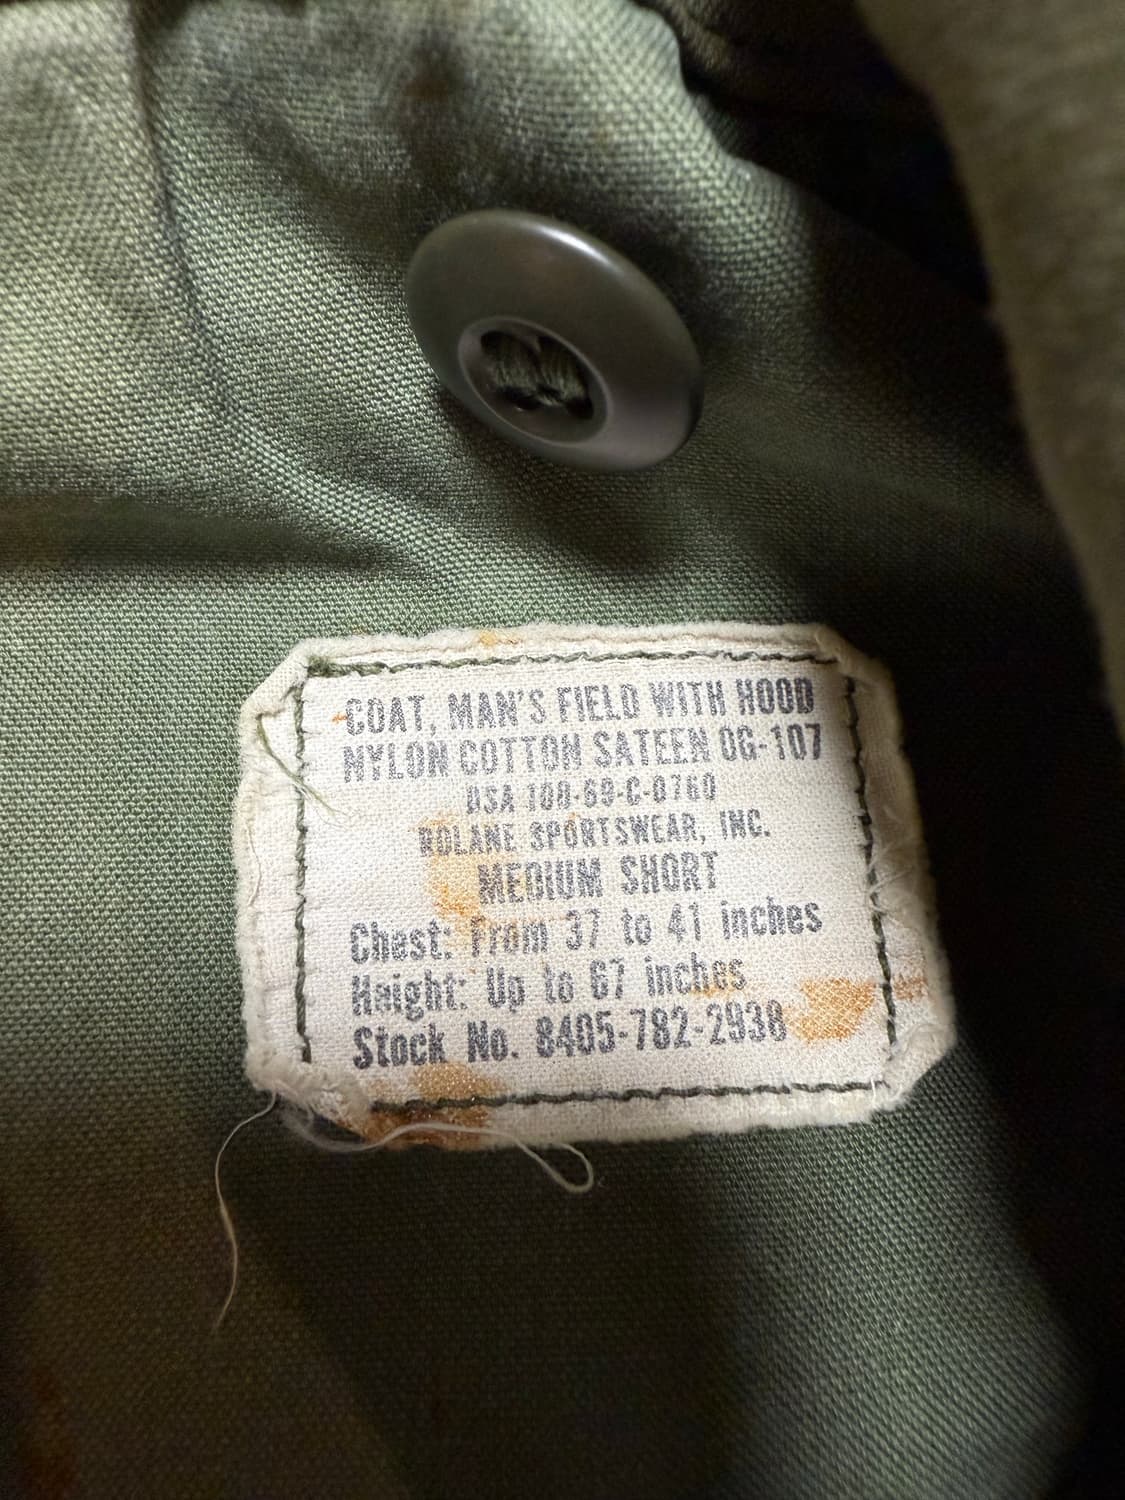 COAT, MAN'S FIELD WITH HOOD
NYLON COTTON SATEEN OG-107
DSA 100-69-C-0760
ROLANE SPORTSWEAR, INC.
MEDIUM SHORT
Chest: From 37 to 41 inches
Height: Up to 67 inches
Stock No. 8405-782-2938